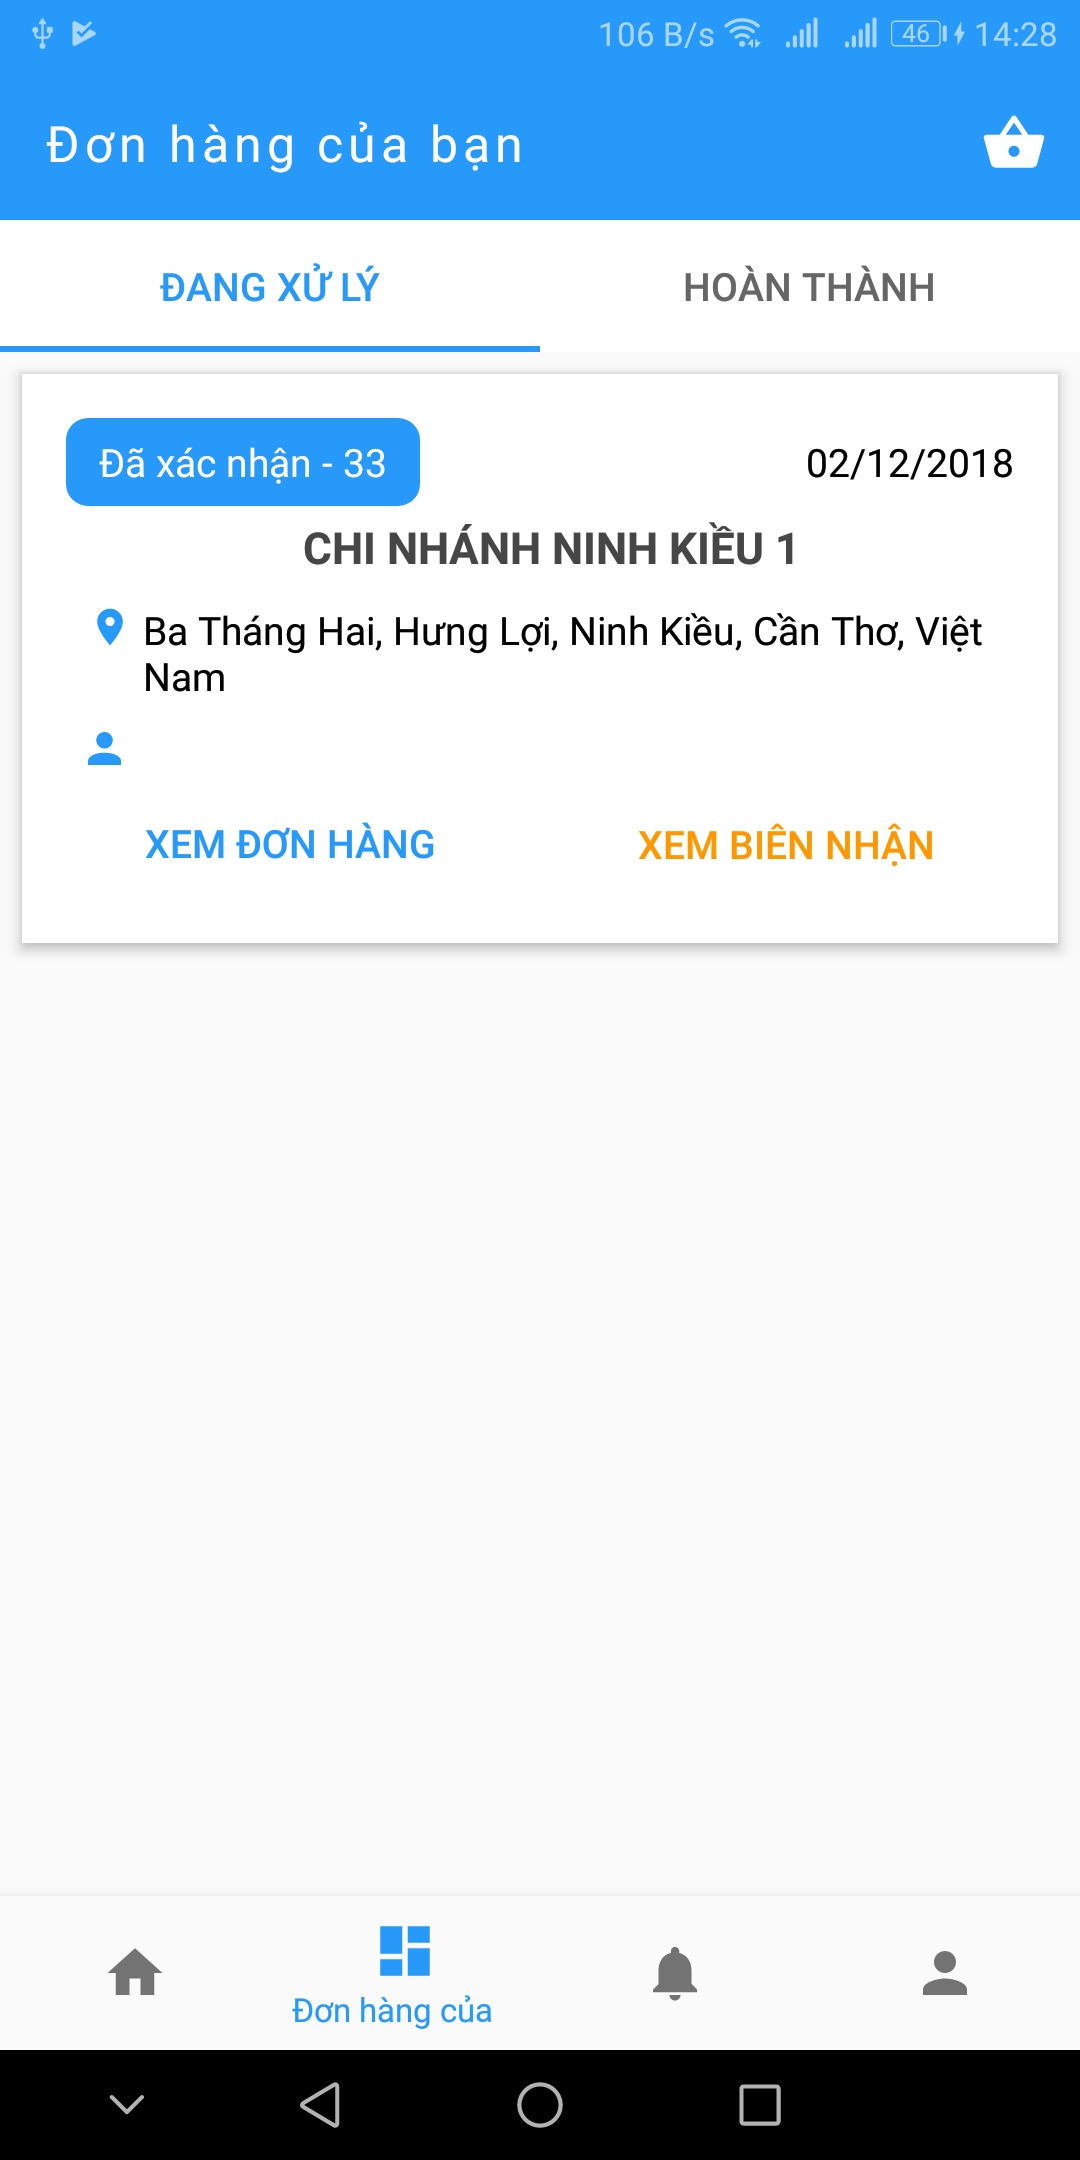 106 B/s 46 14:28
Đơn hàng của bạn
ĐANG XỬ LÝ HOÀN THÀNH
Đã xác nhận - 33 02/12/2018
CHI NHÁNH NINH KIỀU 1
Ba Tháng Hai, Hưng Lợi, Ninh Kiều, Cần Thơ, Việt
Nam
XEM ĐƠN HÀNG XEM BIÊN NHẬN
Đơn hàng của